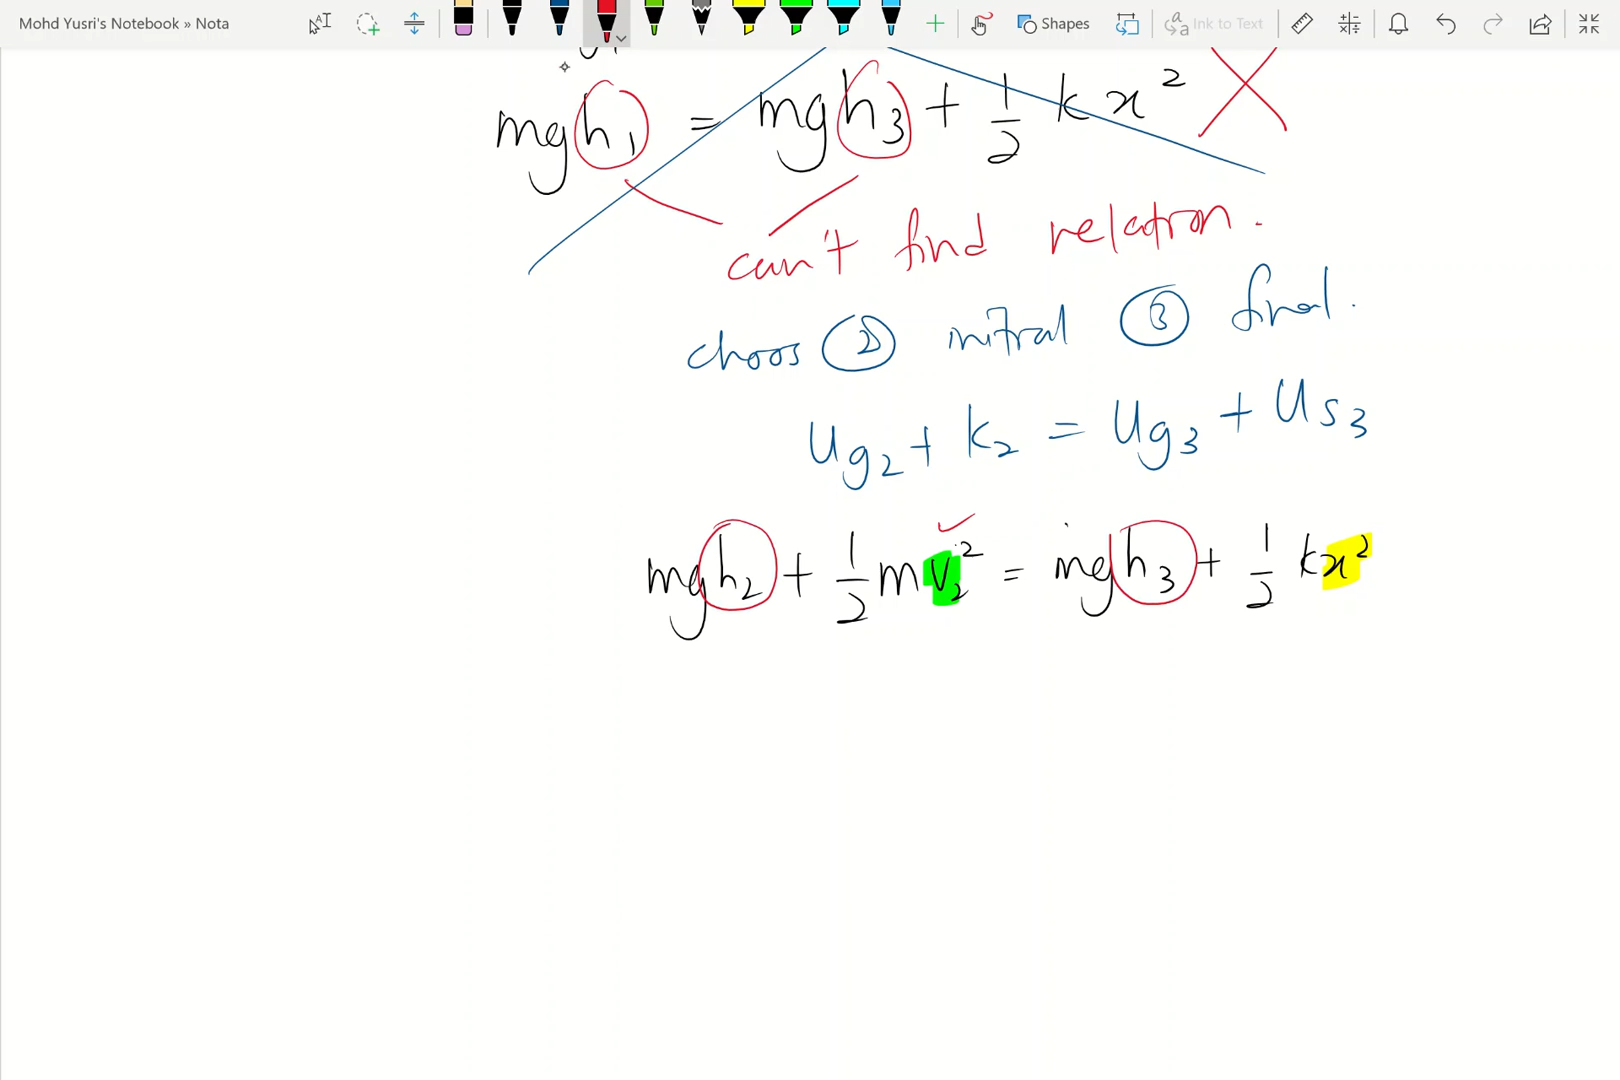 Mohd Yusri's Notebook » Nota
Shapes
Ink to Text
mgh₁ = mgh₃ + 1/2 kx²
can't find relation.
choos ② initial ③ final.
Ug₂ + K₂ = Ug₃ + Us₃
mgh₂ + 1/2 mv₂² = mgh₃ + 1/2 kx²